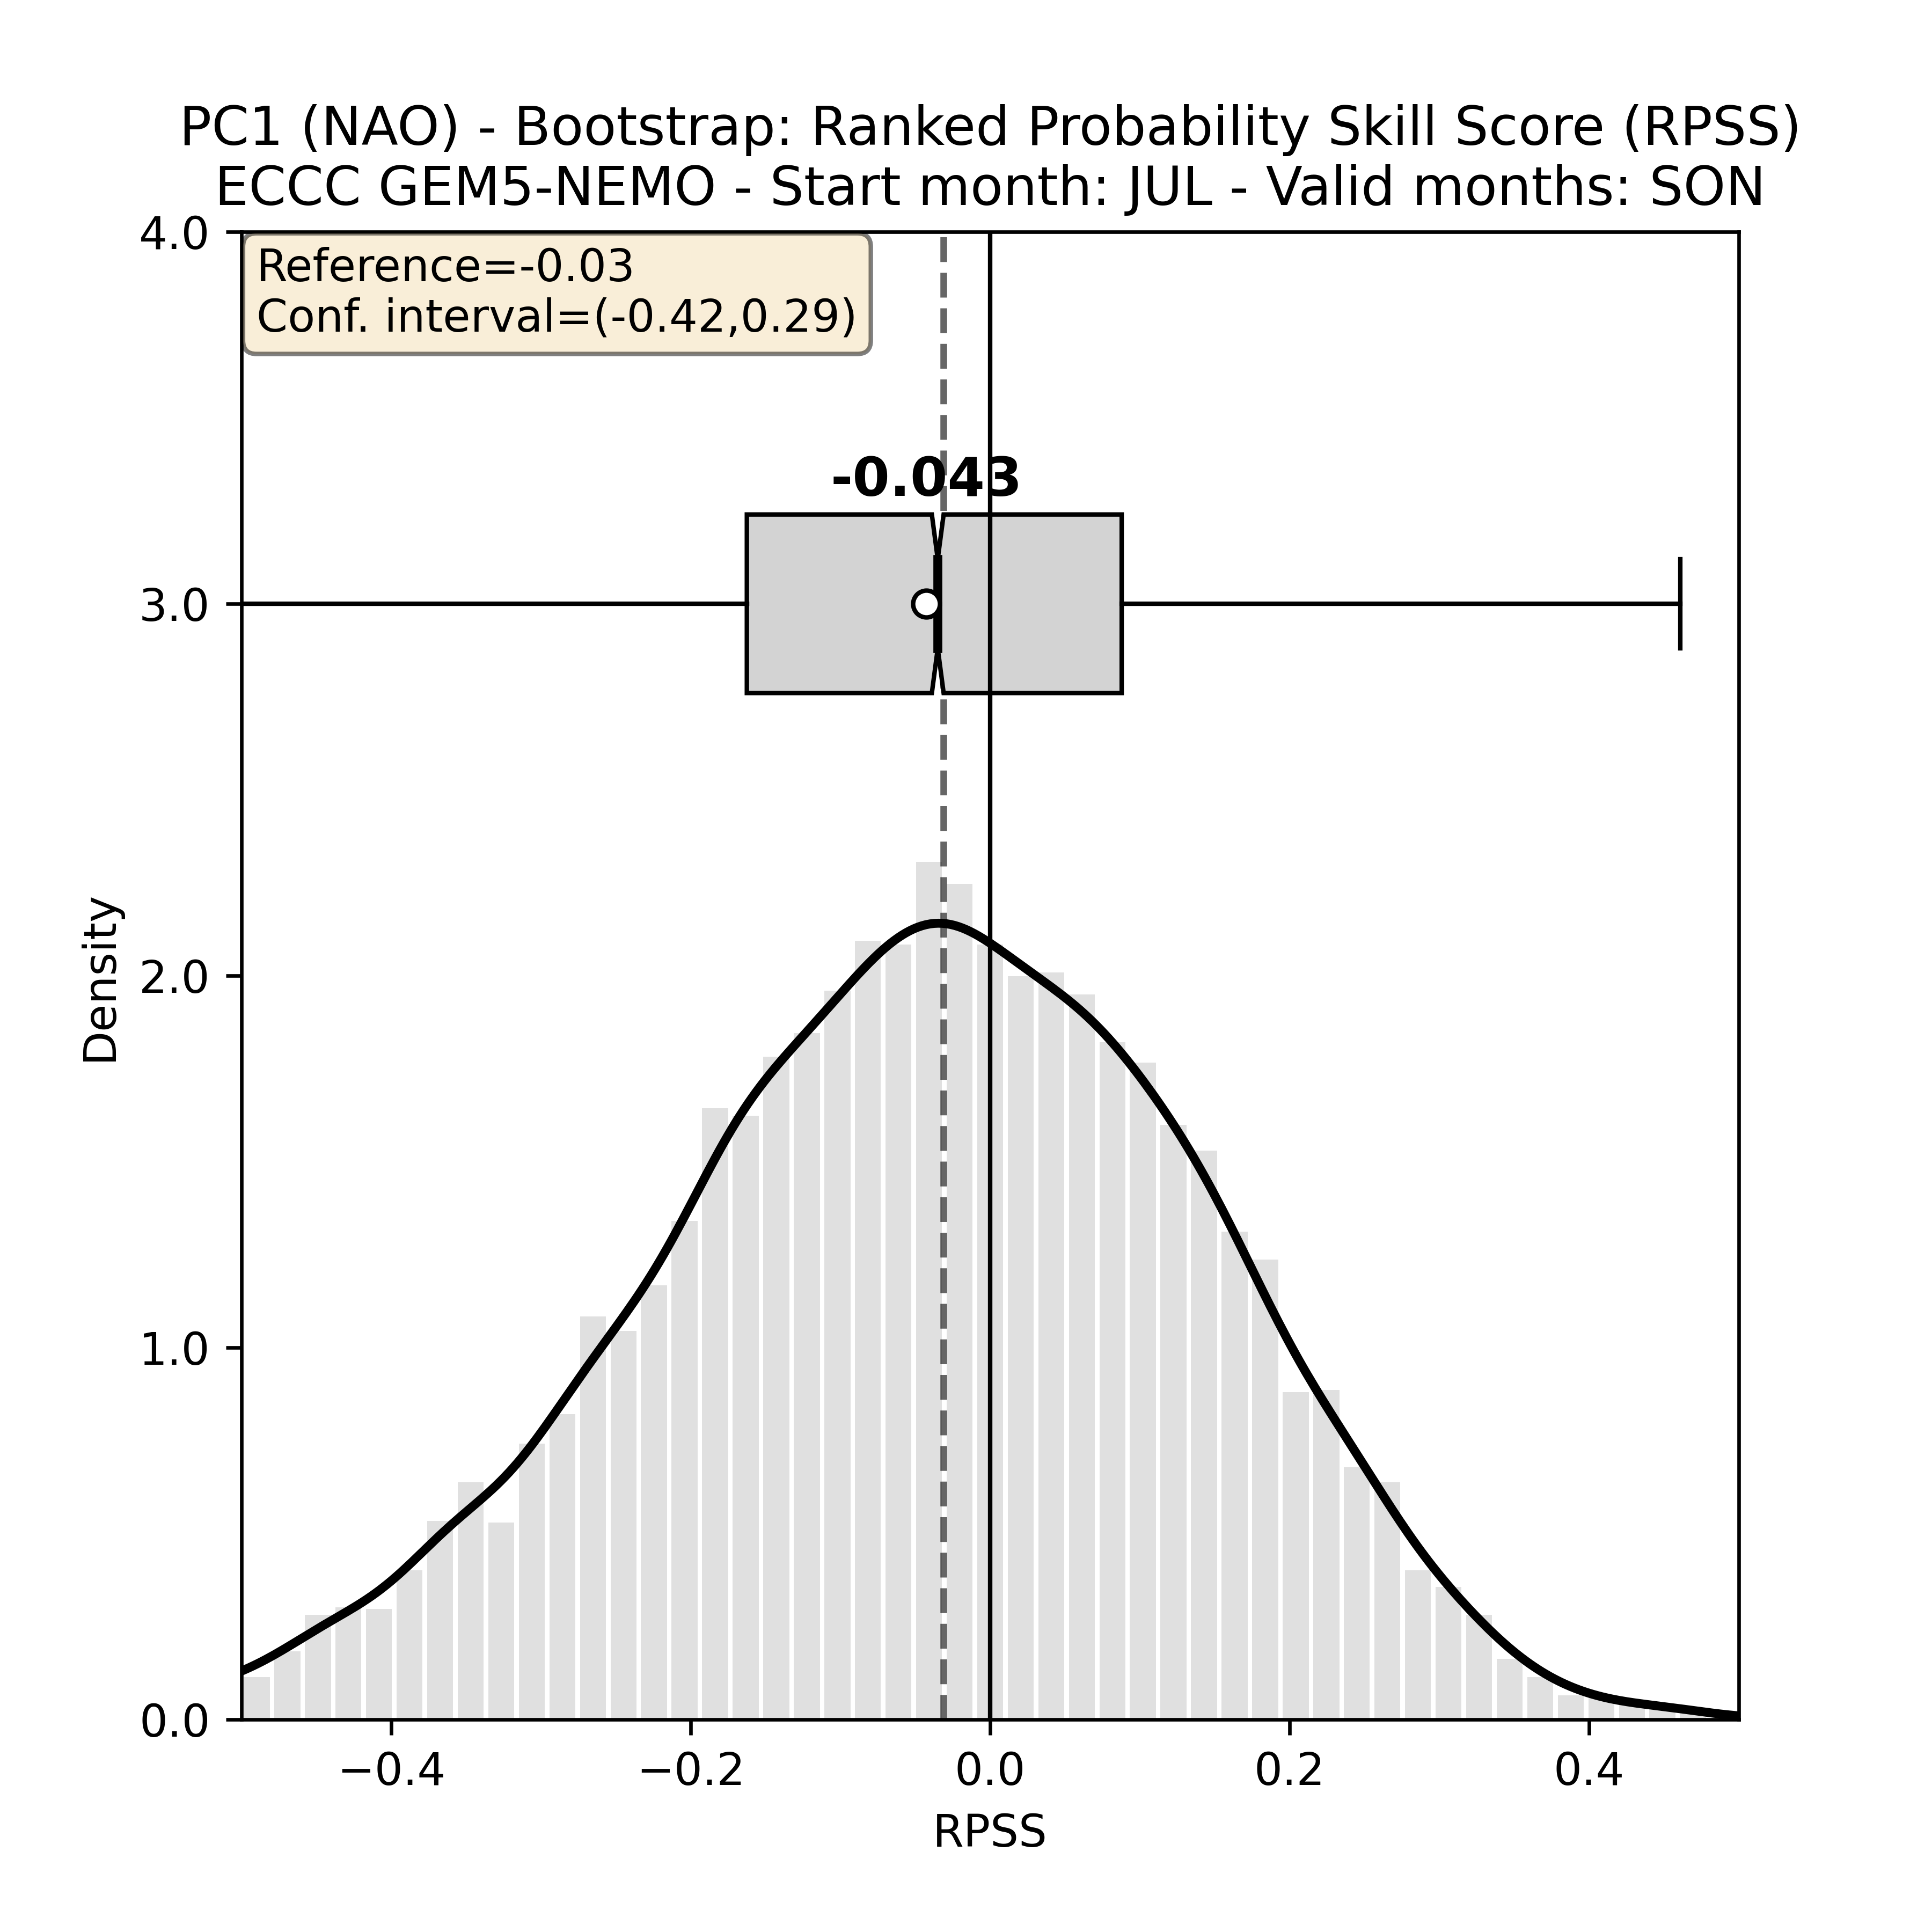 PC1 (NAO) - Bootstrap: Ranked Probability Skill Score (RPSS)
ECCC GEM5-NEMO - Start month: JUL - Valid months: SON
4.0
Reference=-0.03
Conf. interval=(-0.42,0.29)
-0.043
3.0
Density
2.0
1.0
0.0
−0.4 −0.2 0.0 0.2 0.4
RPSS